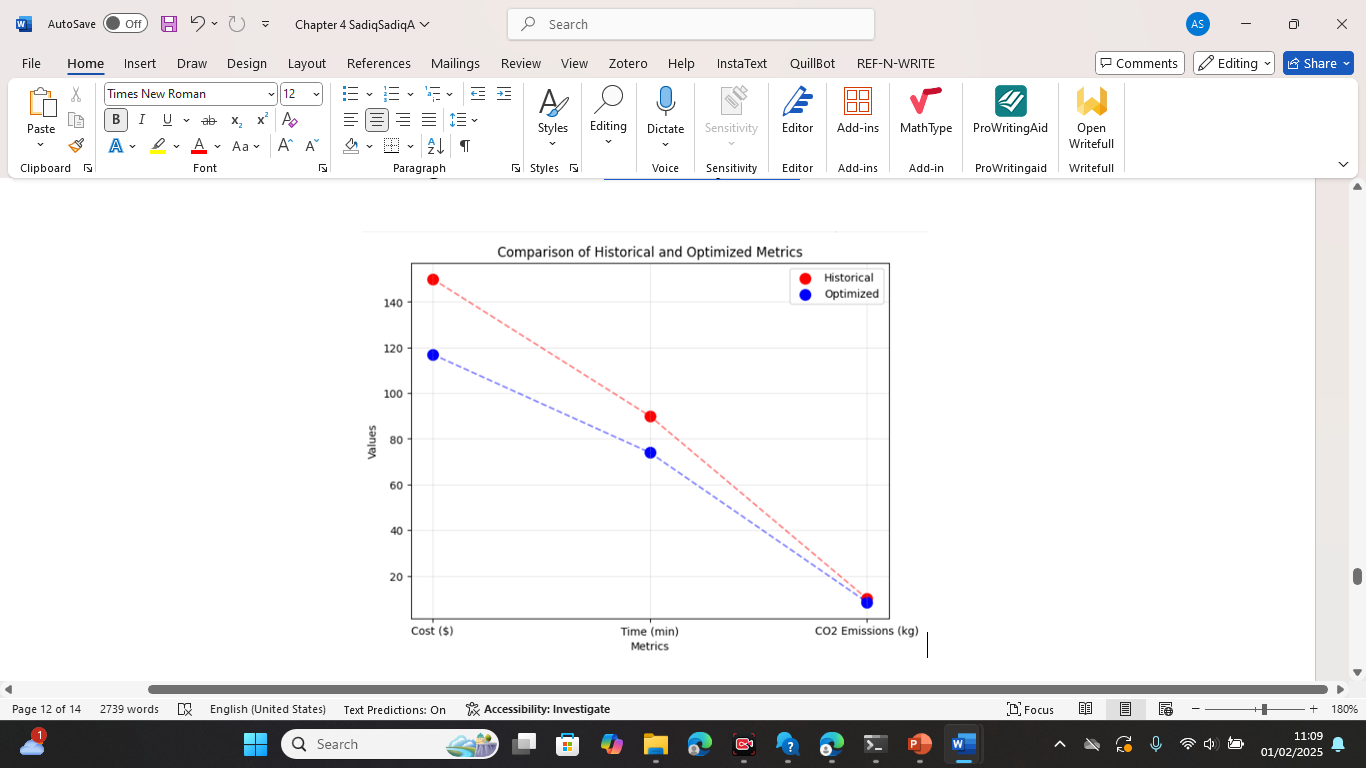 AutoSave Off Chapter 4 SadiqSadiqA Search AS
File Home Insert Draw Design Layout References Mailings Review View Zotero Help InstaText QuillBot REF-N-WRITE Comments Editing Share
Times New Roman 12
Paste Styles Editing Dictate Sensitivity Editor Add-ins MathType ProWritingAid Open Writefull
Clipboard Font Paragraph Styles Voice Sensitivity Editor Add-ins Add-in ProWritingaid Writefull
Comparison of Historical and Optimized Metrics
Historical
Optimized
140
120
100
80
60
40
20
Values
Cost ($) Time (min) CO2 Emissions (kg)
Metrics
Page 12 of 14 2739 words English (United States) Text Predictions: On Accessibility: Investigate Focus 180%
1 Search 11:09
01/02/2025